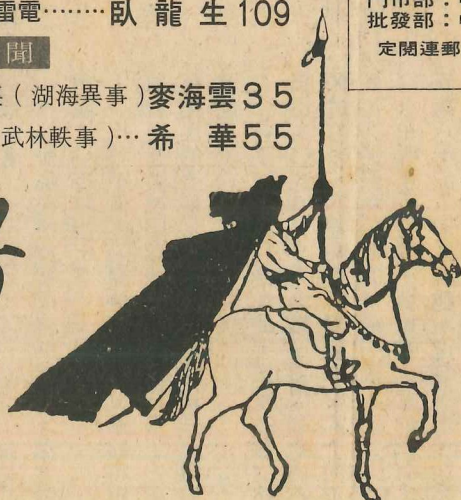 雷電………臥龍生109
聞
(湖海異事)麥海雲35
武林軼事)…希 華55
門市部:
批發部:
定閱連郵